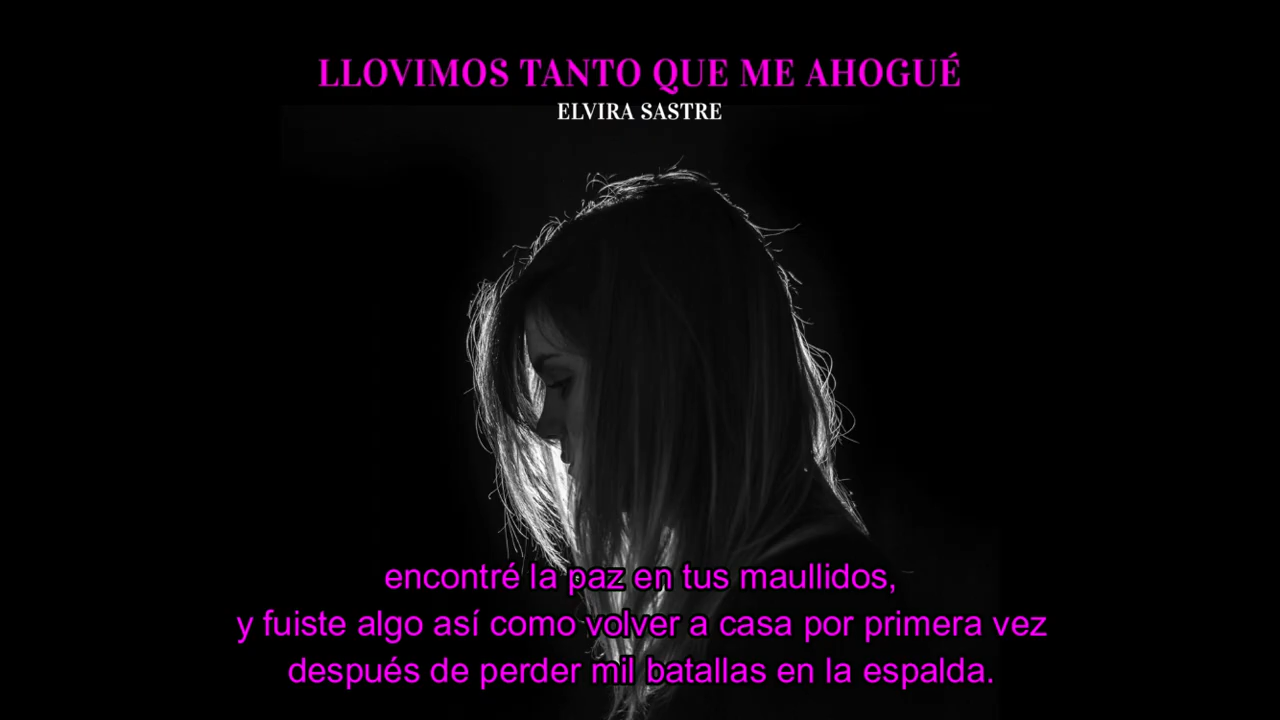 LLOVIMOS TANTO QUE ME AHOGUÉ
ELVIRA SASTRE
encontré la paz en tus maullidos,
y fuiste algo así como volver a casa por primera vez
después de perder mil batallas en la espalda.